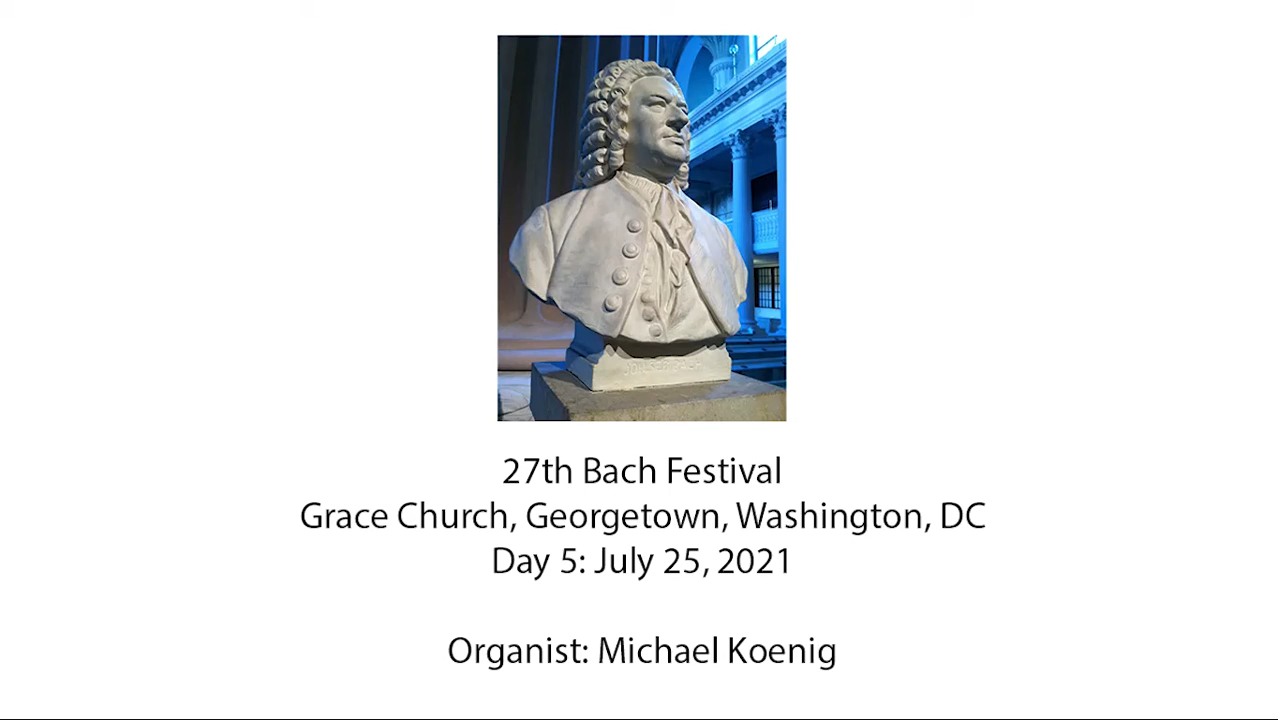 27th Bach Festival
Grace Church, Georgetown, Washington, DC
Day 5: July 25, 2021
Organist: Michael Koenig